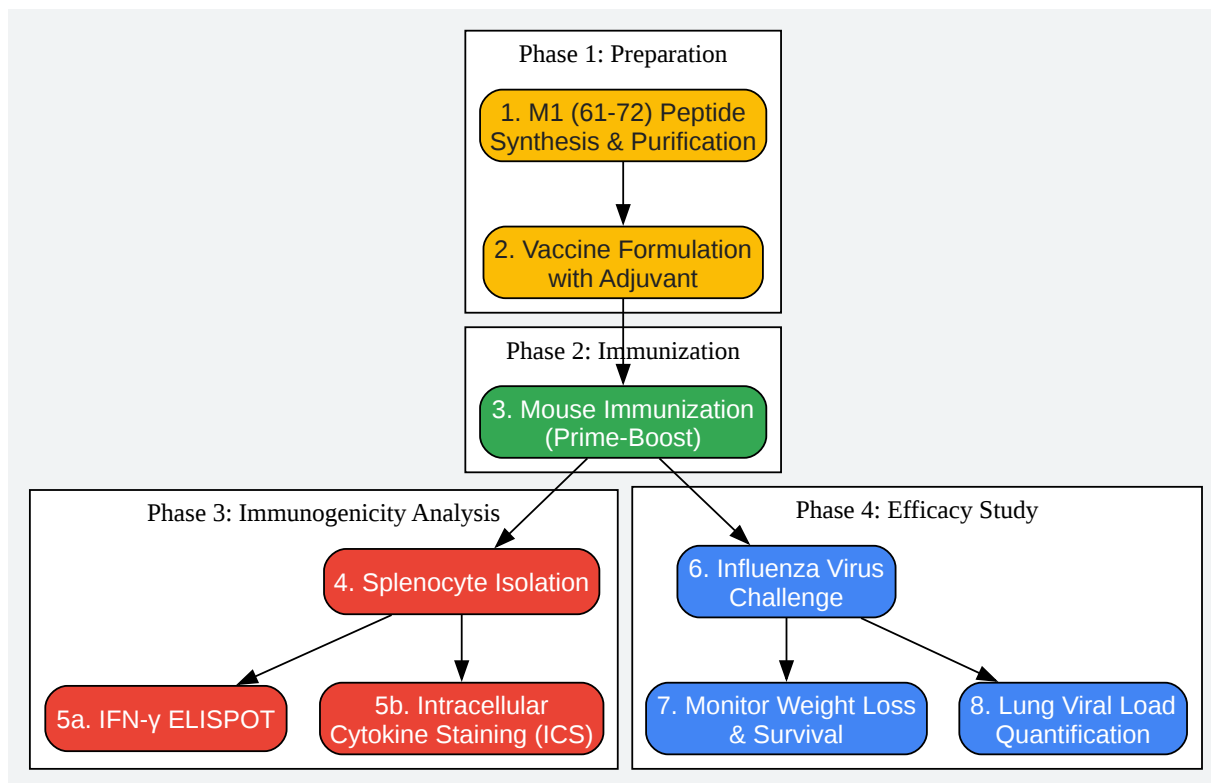 Phase 1: Preparation
1. M1 (61-72) Peptide
Synthesis & Purification
2. Vaccine Formulation
with Adjuvant
Phase 2: Immunization
3. Mouse Immunization
(Prime-Boost)
Phase 3: Immunogenicity Analysis
4. Splenocyte Isolation
5a. IFN-γ ELISPOT
5b. Intracellular
Cytokine Staining (ICS)
Phase 4: Efficacy Study
6. Influenza Virus
Challenge
7. Monitor Weight Loss
& Survival
8. Lung Viral Load
Quantification